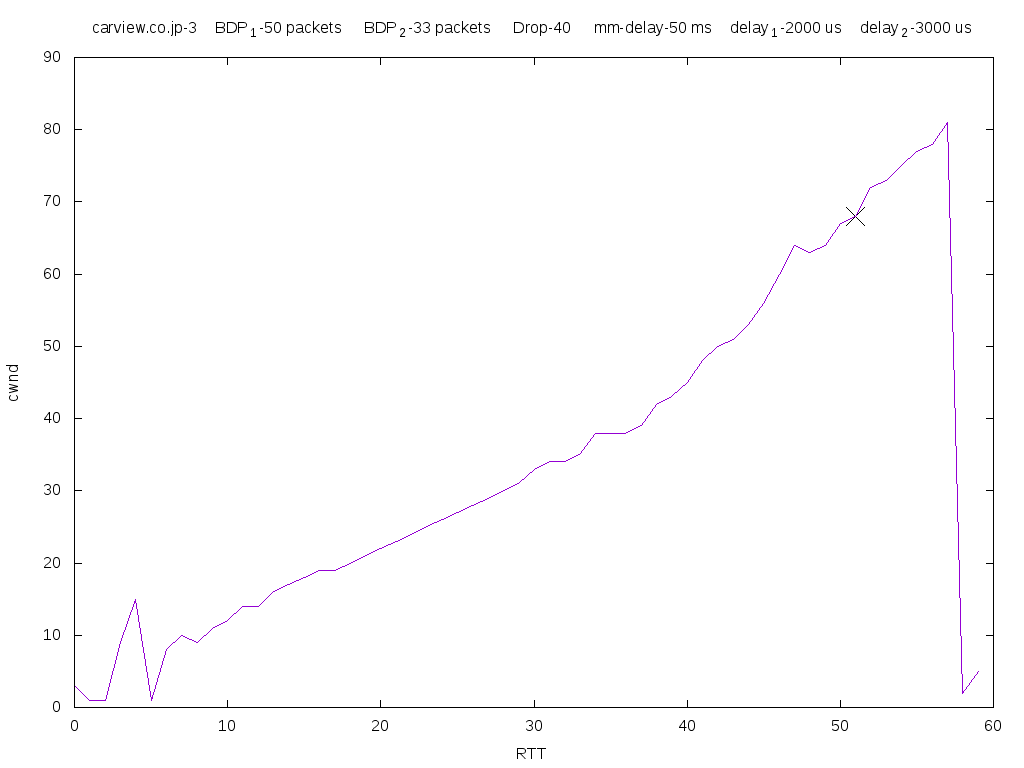 carview.co.jp-3 BDP1-50 packets BDP2-33 packets Drop-40 mm-delay-50 ms delay1-2000 us delay2-3000 us
90
80
70
60
50
40
30
20
10
0
cwnd
0 10 20 30 40 50 60
RTT